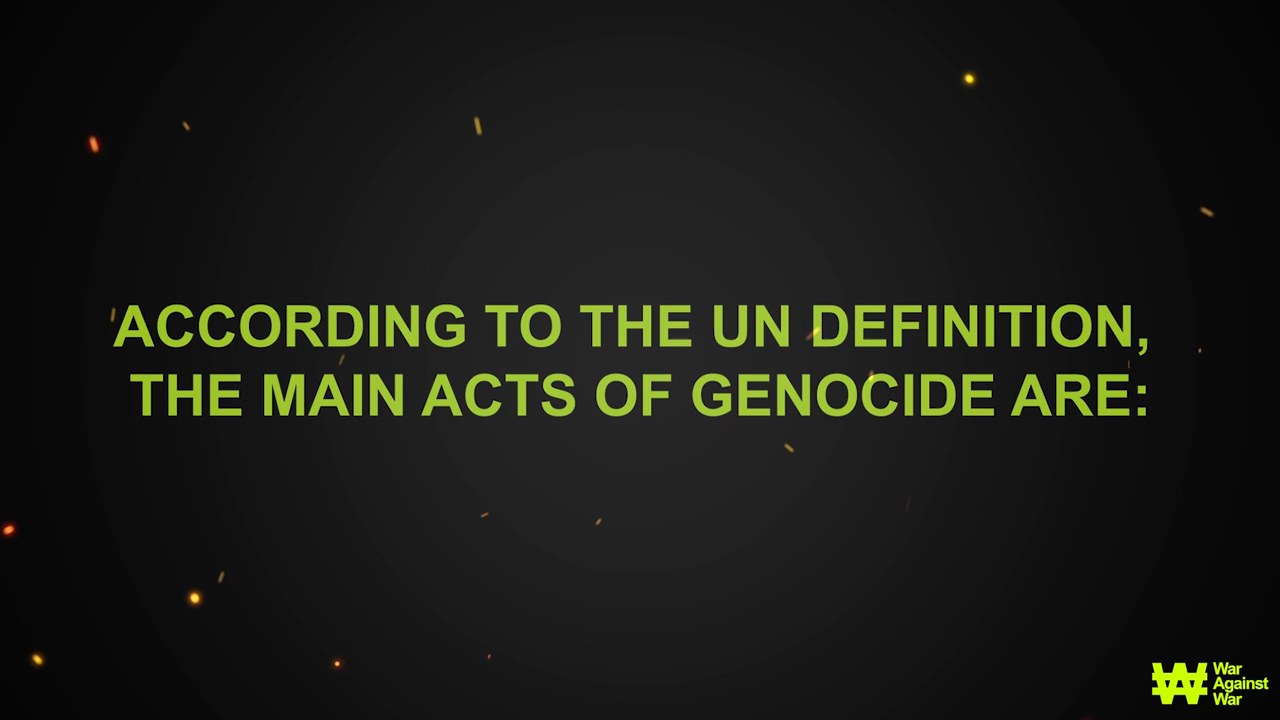 ACCORDING TO THE UN DEFINITION,
THE MAIN ACTS OF GENOCIDE ARE:
War
Against
War